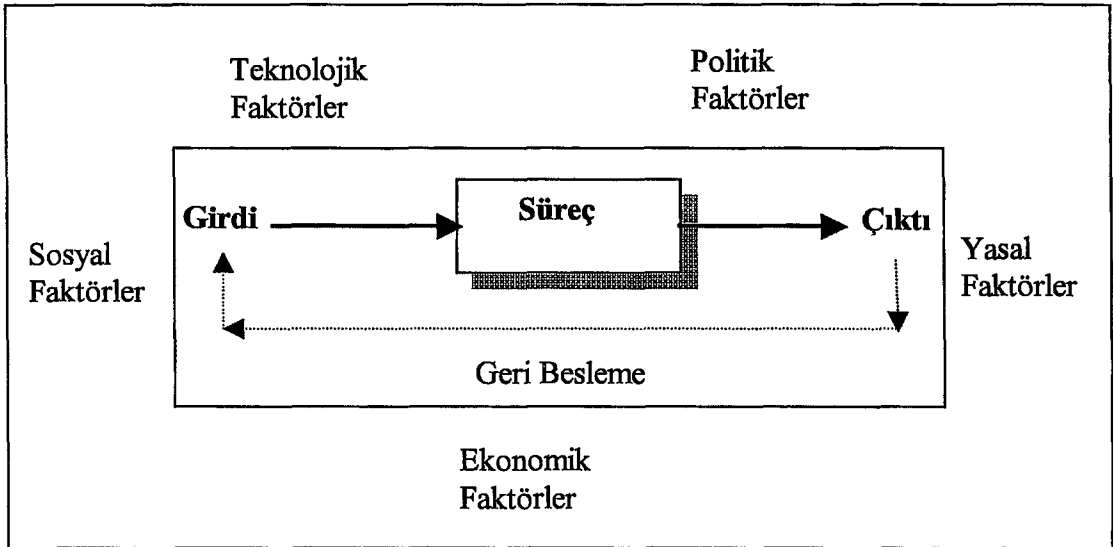 Teknolojik
Faktörler
Politik
Faktörler
Girdi
Süreç
Çıktı
Sosyal
Faktörler
Yasal
Faktörler
Geri Besleme
Ekonomik
Faktörler